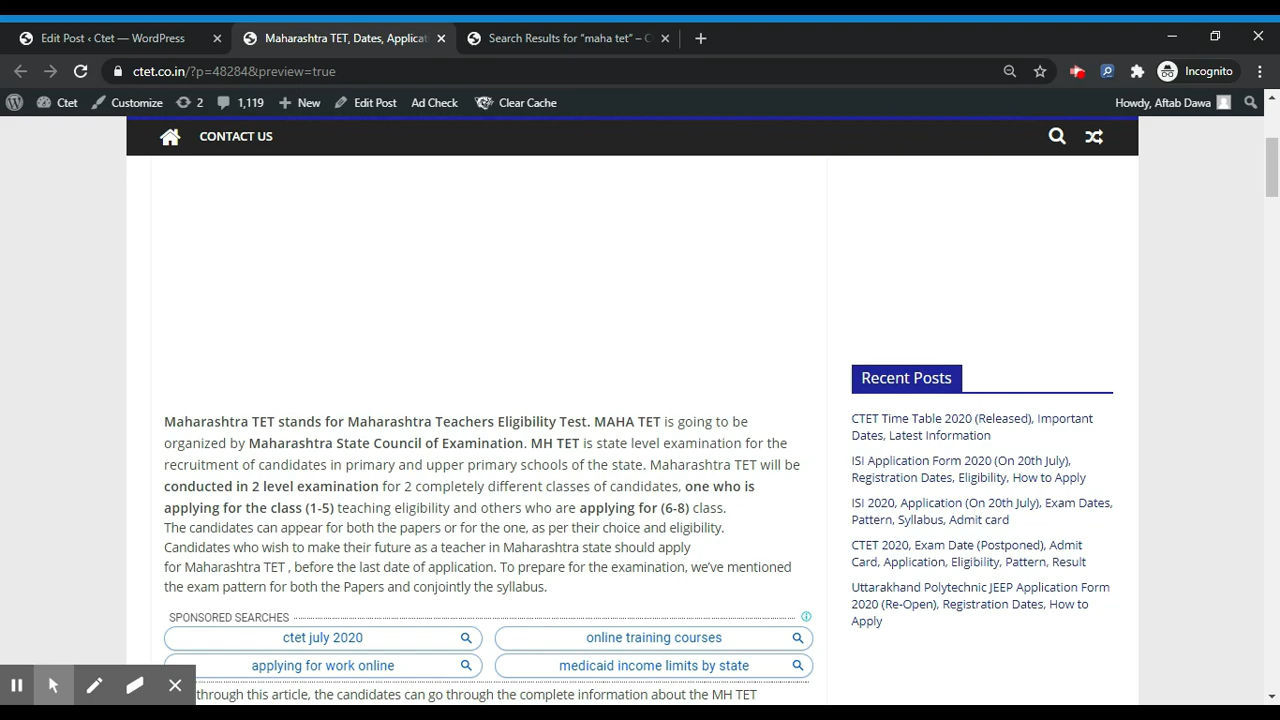 Edit Post ‹ Ctet — WordPress
Maharashtra TET, Dates, Applicati
Search Results for "maha tet" – C
ctet.co.in/?p=48284&preview=true
Incognito
Ctet
Customize
2
1,119
New
Edit Post
Ad Check
Clear Cache
Howdy, Aftab Dawa
CONTACT US
Maharashtra TET stands for Maharashtra Teachers Eligibility Test. MAHA TET is going to be
organized by Maharashtra State Council of Examination. MH TET is state level examination for the
recruitment of candidates in primary and upper primary schools of the state. Maharashtra TET will be
conducted in 2 level examination for 2 completely different classes of candidates, one who is
applying for the class (1-5) teaching eligibility and others who are applying for (6-8) class.
The candidates can appear for both the papers or for the one, as per their choice and eligibility.
Candidates who wish to make their future as a teacher in Maharashtra state should apply
for Maharashtra TET , before the last date of application. To prepare for the examination, we've mentioned
the exam pattern for both the Papers and conjointly the syllabus.
SPONSORED SEARCHES
ctet july 2020
online training courses
applying for work online
medicaid income limits by state
through this article, the candidates can go through the complete information about the MH TET
Recent Posts
CTET Time Table 2020 (Released), Important
Dates, Latest Information
ISI Application Form 2020 (On 20th July),
Registration Dates, Eligibility, How to Apply
ISI 2020, Application (On 20th July), Exam Dates,
Pattern, Syllabus, Admit card
CTET 2020, Exam Date (Postponed), Admit
Card, Application, Eligibility, Pattern, Result
Uttarakhand Polytechnic JEEP Application Form
2020 (Re-Open), Registration Dates, How to
Apply